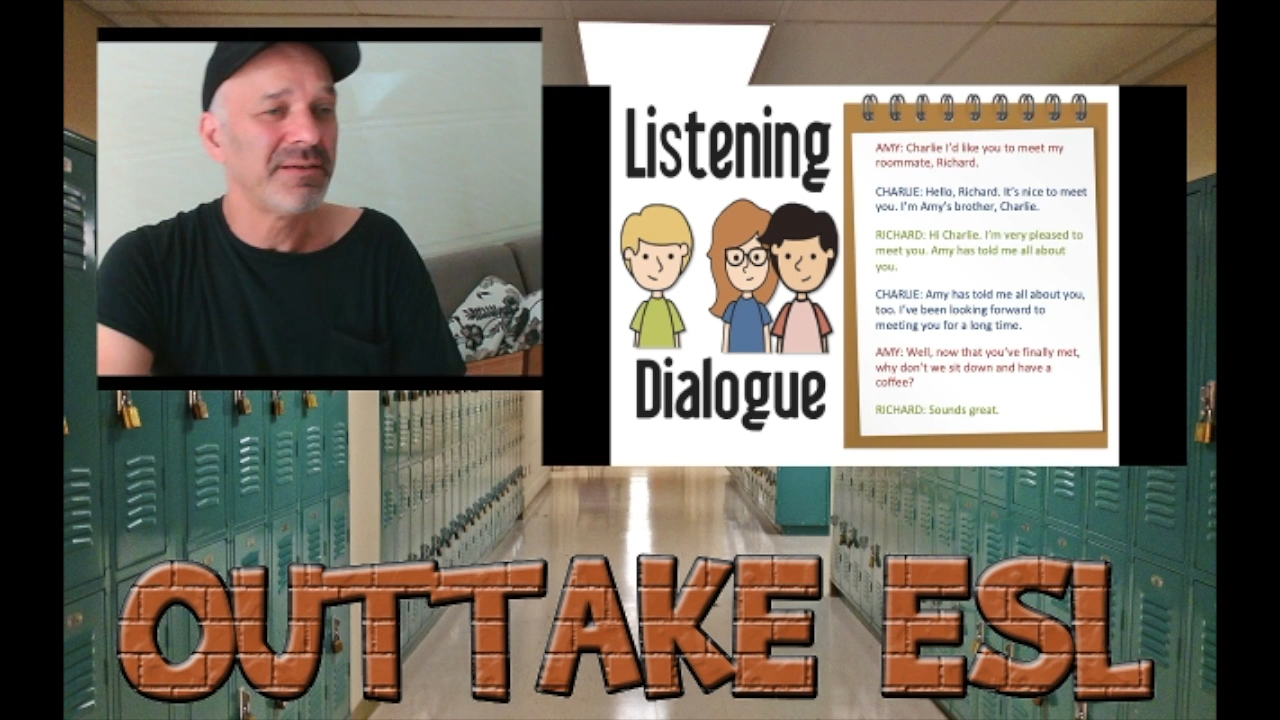 Listening
Dialogue
AMY: Charlie I'd like you to meet my
roommate, Richard.
CHARLIE: Hello, Richard. It's nice to meet
you. I'm Amy's brother, Charlie.
RICHARD: Hi Charlie. I'm very pleased to
meet you. Amy has told me all about
you.
CHARLIE: Amy has told me all about you,
too. I've been looking forward to
meeting you for a long time.
AMY: Well, now that you've finally met,
why don't we sit down and have a
coffee?
RICHARD: Sounds great.
OUTTAKE ESL